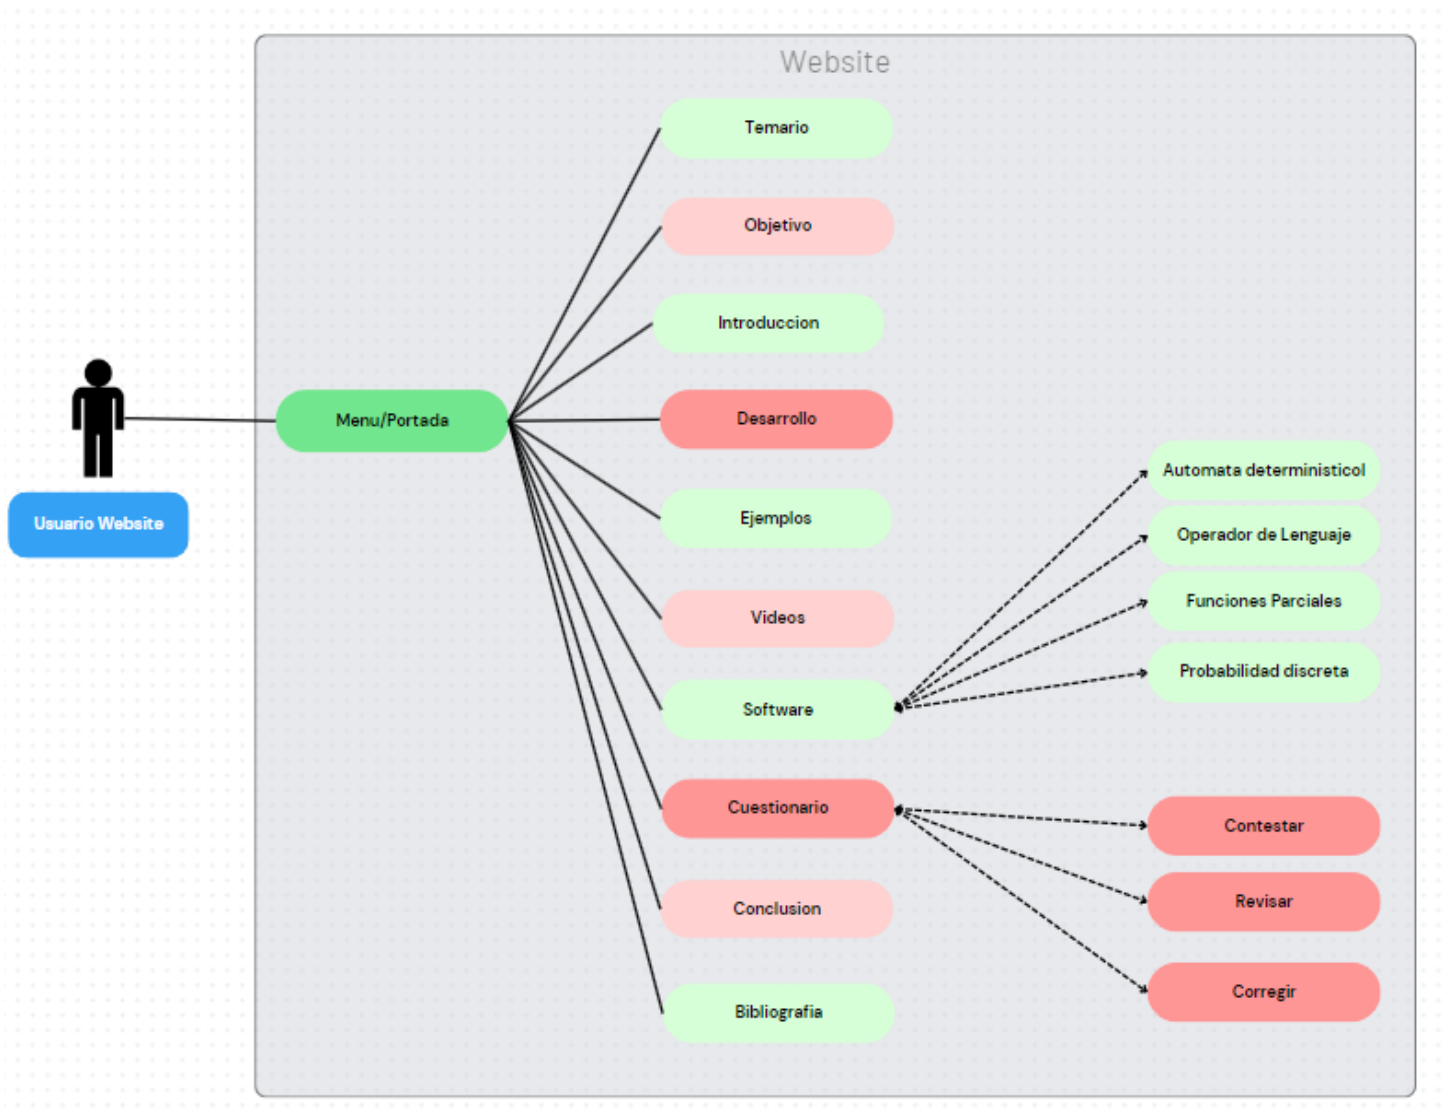 Website
Temario
Objetivo
Introduccion
Desarrollo
Menu/Portada
Ejemplos
Videos
Software
Cuestionario
Conclusion
Bibliografia
Usuario Website
Automata deterministicol
Operador de Lenguaje
Funciones Parciales
Probabilidad discreta
Contestar
Revisar
Corregir